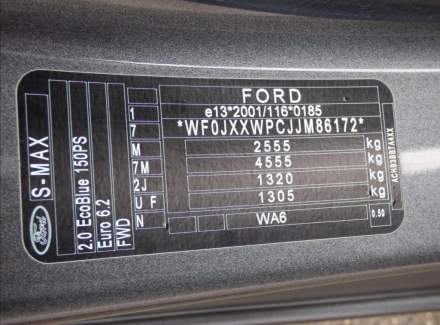 FORD
e13*2001/116*0185
*WF0JXXWPCJJM86172*
2555 kg
4555 kg
1320 kg
1305 kg
WA6
0.50
1
7
M
7M
2J
U F
N
S-MAX
2.0 EcoBlue 150PS
Euro 6.2
FWD
Ford